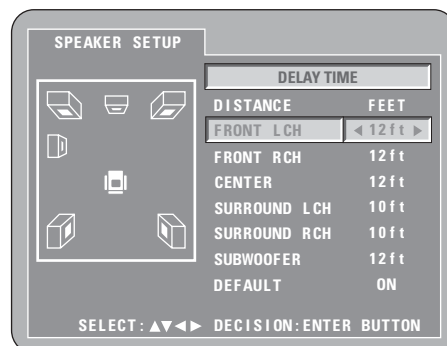 SPEAKER SETUP
DELAY TIME
DISTANCE FEET
FRONT LCH ◀ 12ft ▶
FRONT RCH 12ft
CENTER 12ft
SURROUND LCH 10ft
SURROUND RCH 10ft
SUBWOOFER 12ft
DEFAULT ON
SELECT:▲▼◀▶ DECISION:ENTER BUTTON